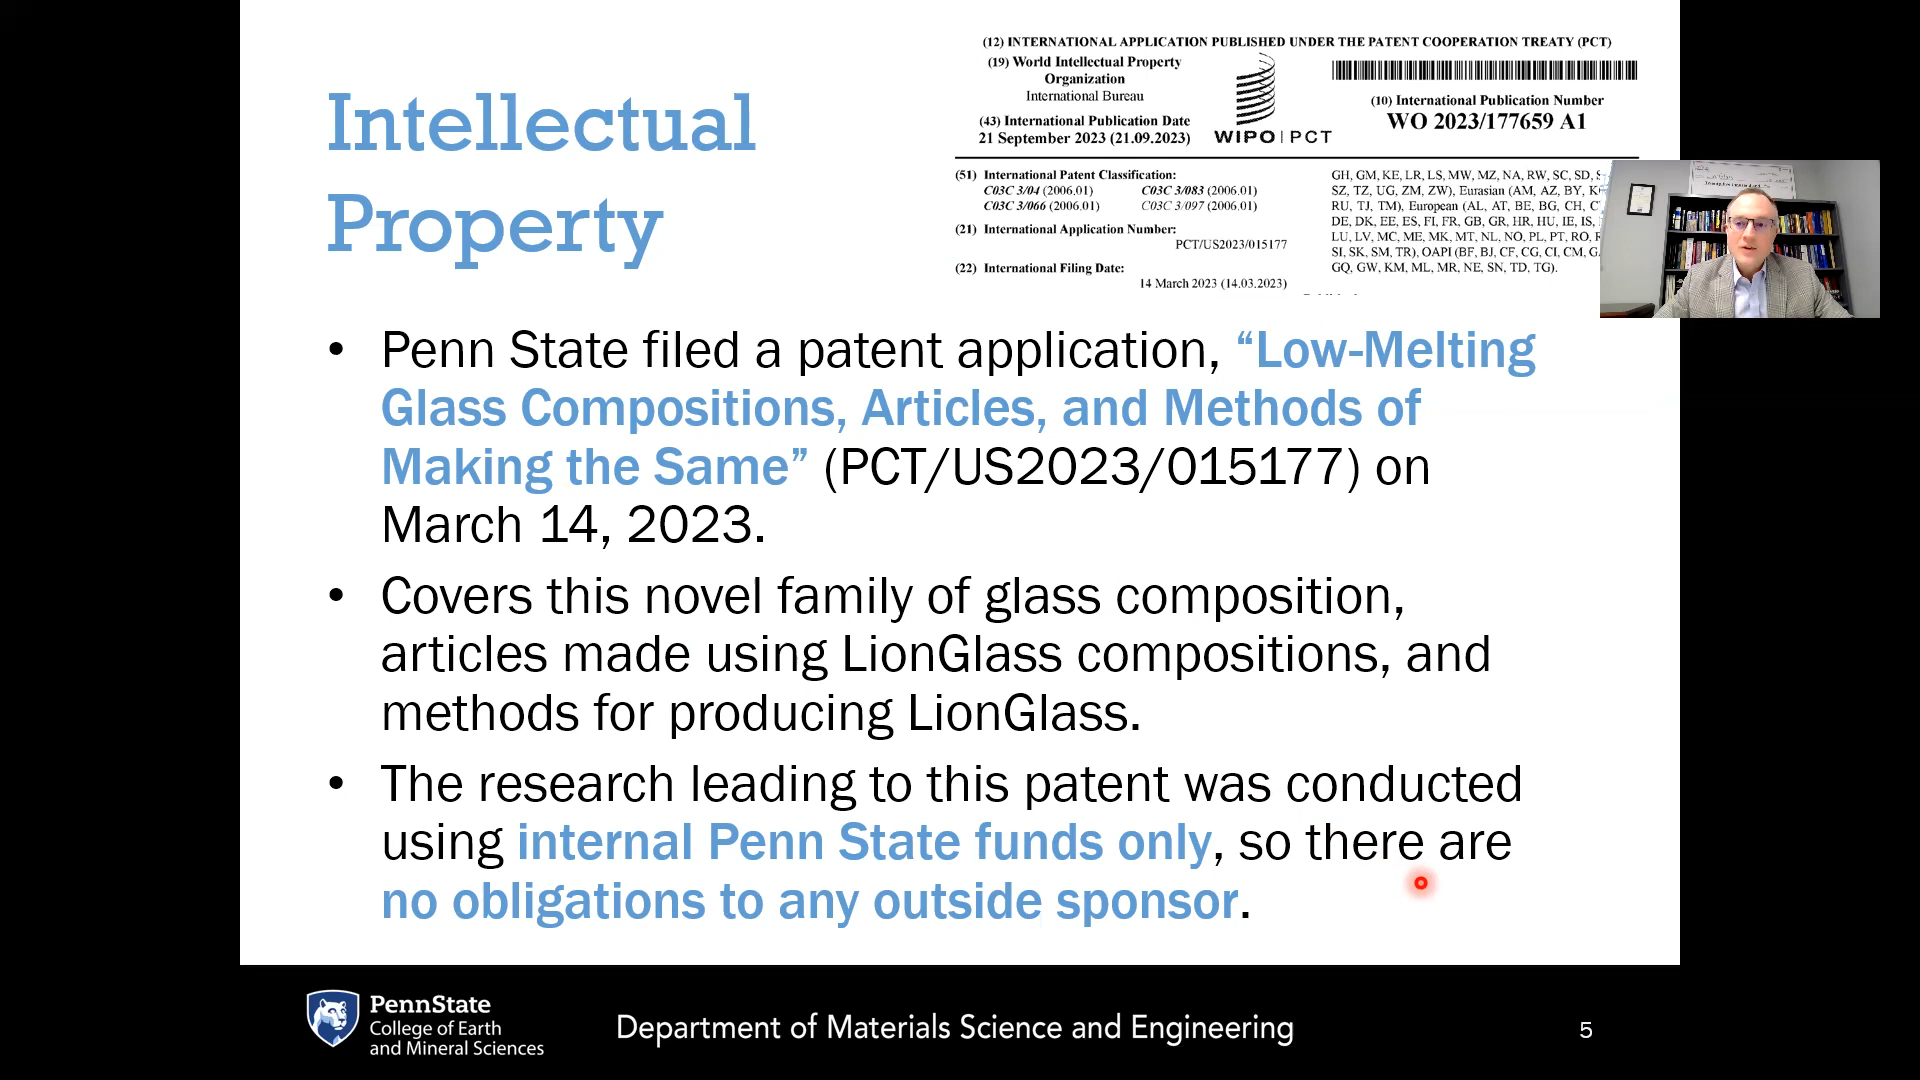 Intellectual
Property
(12) INTERNATIONAL APPLICATION PUBLISHED UNDER THE PATENT COOPERATION TREATY (PCT)
(19) World Intellectual Property
Organization
International Bureau
(43) International Publication Date
21 September 2023 (21.09.2023)
WIPO|PCT
(10) International Publication Number
WO 2023/177659 A1
(51) International Patent Classification:
C03C 3/04 (2006.01) C03C 3/083 (2006.01)
C03C 3/066 (2006.01) C03C 3/097 (2006.01)
(21) International Application Number:
PCT/US2023/015177
(22) International Filing Date:
14 March 2023 (14.03.2023)
GH, GM, KE, LR, LS, MW, MZ, NA, RW, SC, SD,
SZ, TZ, UG, ZM, ZW), Eurasian (AM, AZ, BY,
RU, TJ, TM), European (AL, AT, BE, BG, CH,
DE, DK, EE, ES, FI, FR, GB, GR, HR, HU, IE, IS,
LU, LV, MC, ME, MK, MT, NL, NO, PL, PT, RO,
SI, SK, SM, TR), OAPI (BF, BJ, CF, CG, CI, CM,
GQ, GW, KM, ML, MR, NE, SN, TD, TG).
• Penn State filed a patent application, “Low-Melting
Glass Compositions, Articles, and Methods of
Making the Same” (PCT/US2023/015177) on
March 14, 2023.
• Covers this novel family of glass composition,
articles made using LionGlass compositions, and
methods for producing LionGlass.
• The research leading to this patent was conducted
using internal Penn State funds only, so there are
no obligations to any outside sponsor.
PennState
College of Earth
and Mineral Sciences
Department of Materials Science and Engineering
5